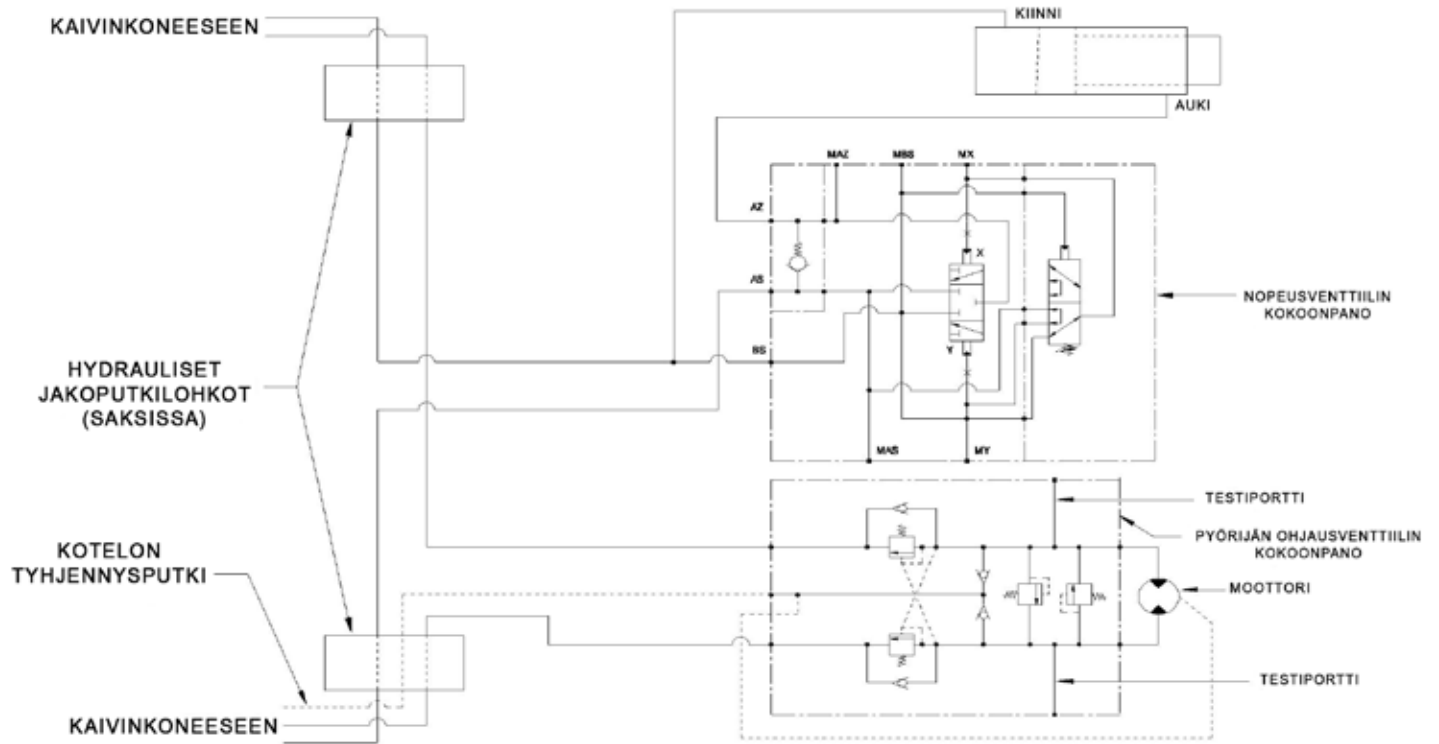 KAIVINKONEESEEN
KIINNI
AUKI
MAZ
MBS
MX
AZ
X
AS
NOPEUSVENTTIILIN
KOKOONPANO
BS
Y
HYDRAULISET
JAKOPUTKILOHKOT
(SAKSISSA)
MAS
MY
TESTIPORTTI
PYÖRIJÄN OHJAUSVENTTIILIN
KOKOONPANO
KOTELON
TYHJENNYSPUTKI
MOOTTORI
TESTIPORTTI
KAIVINKONEESEEN